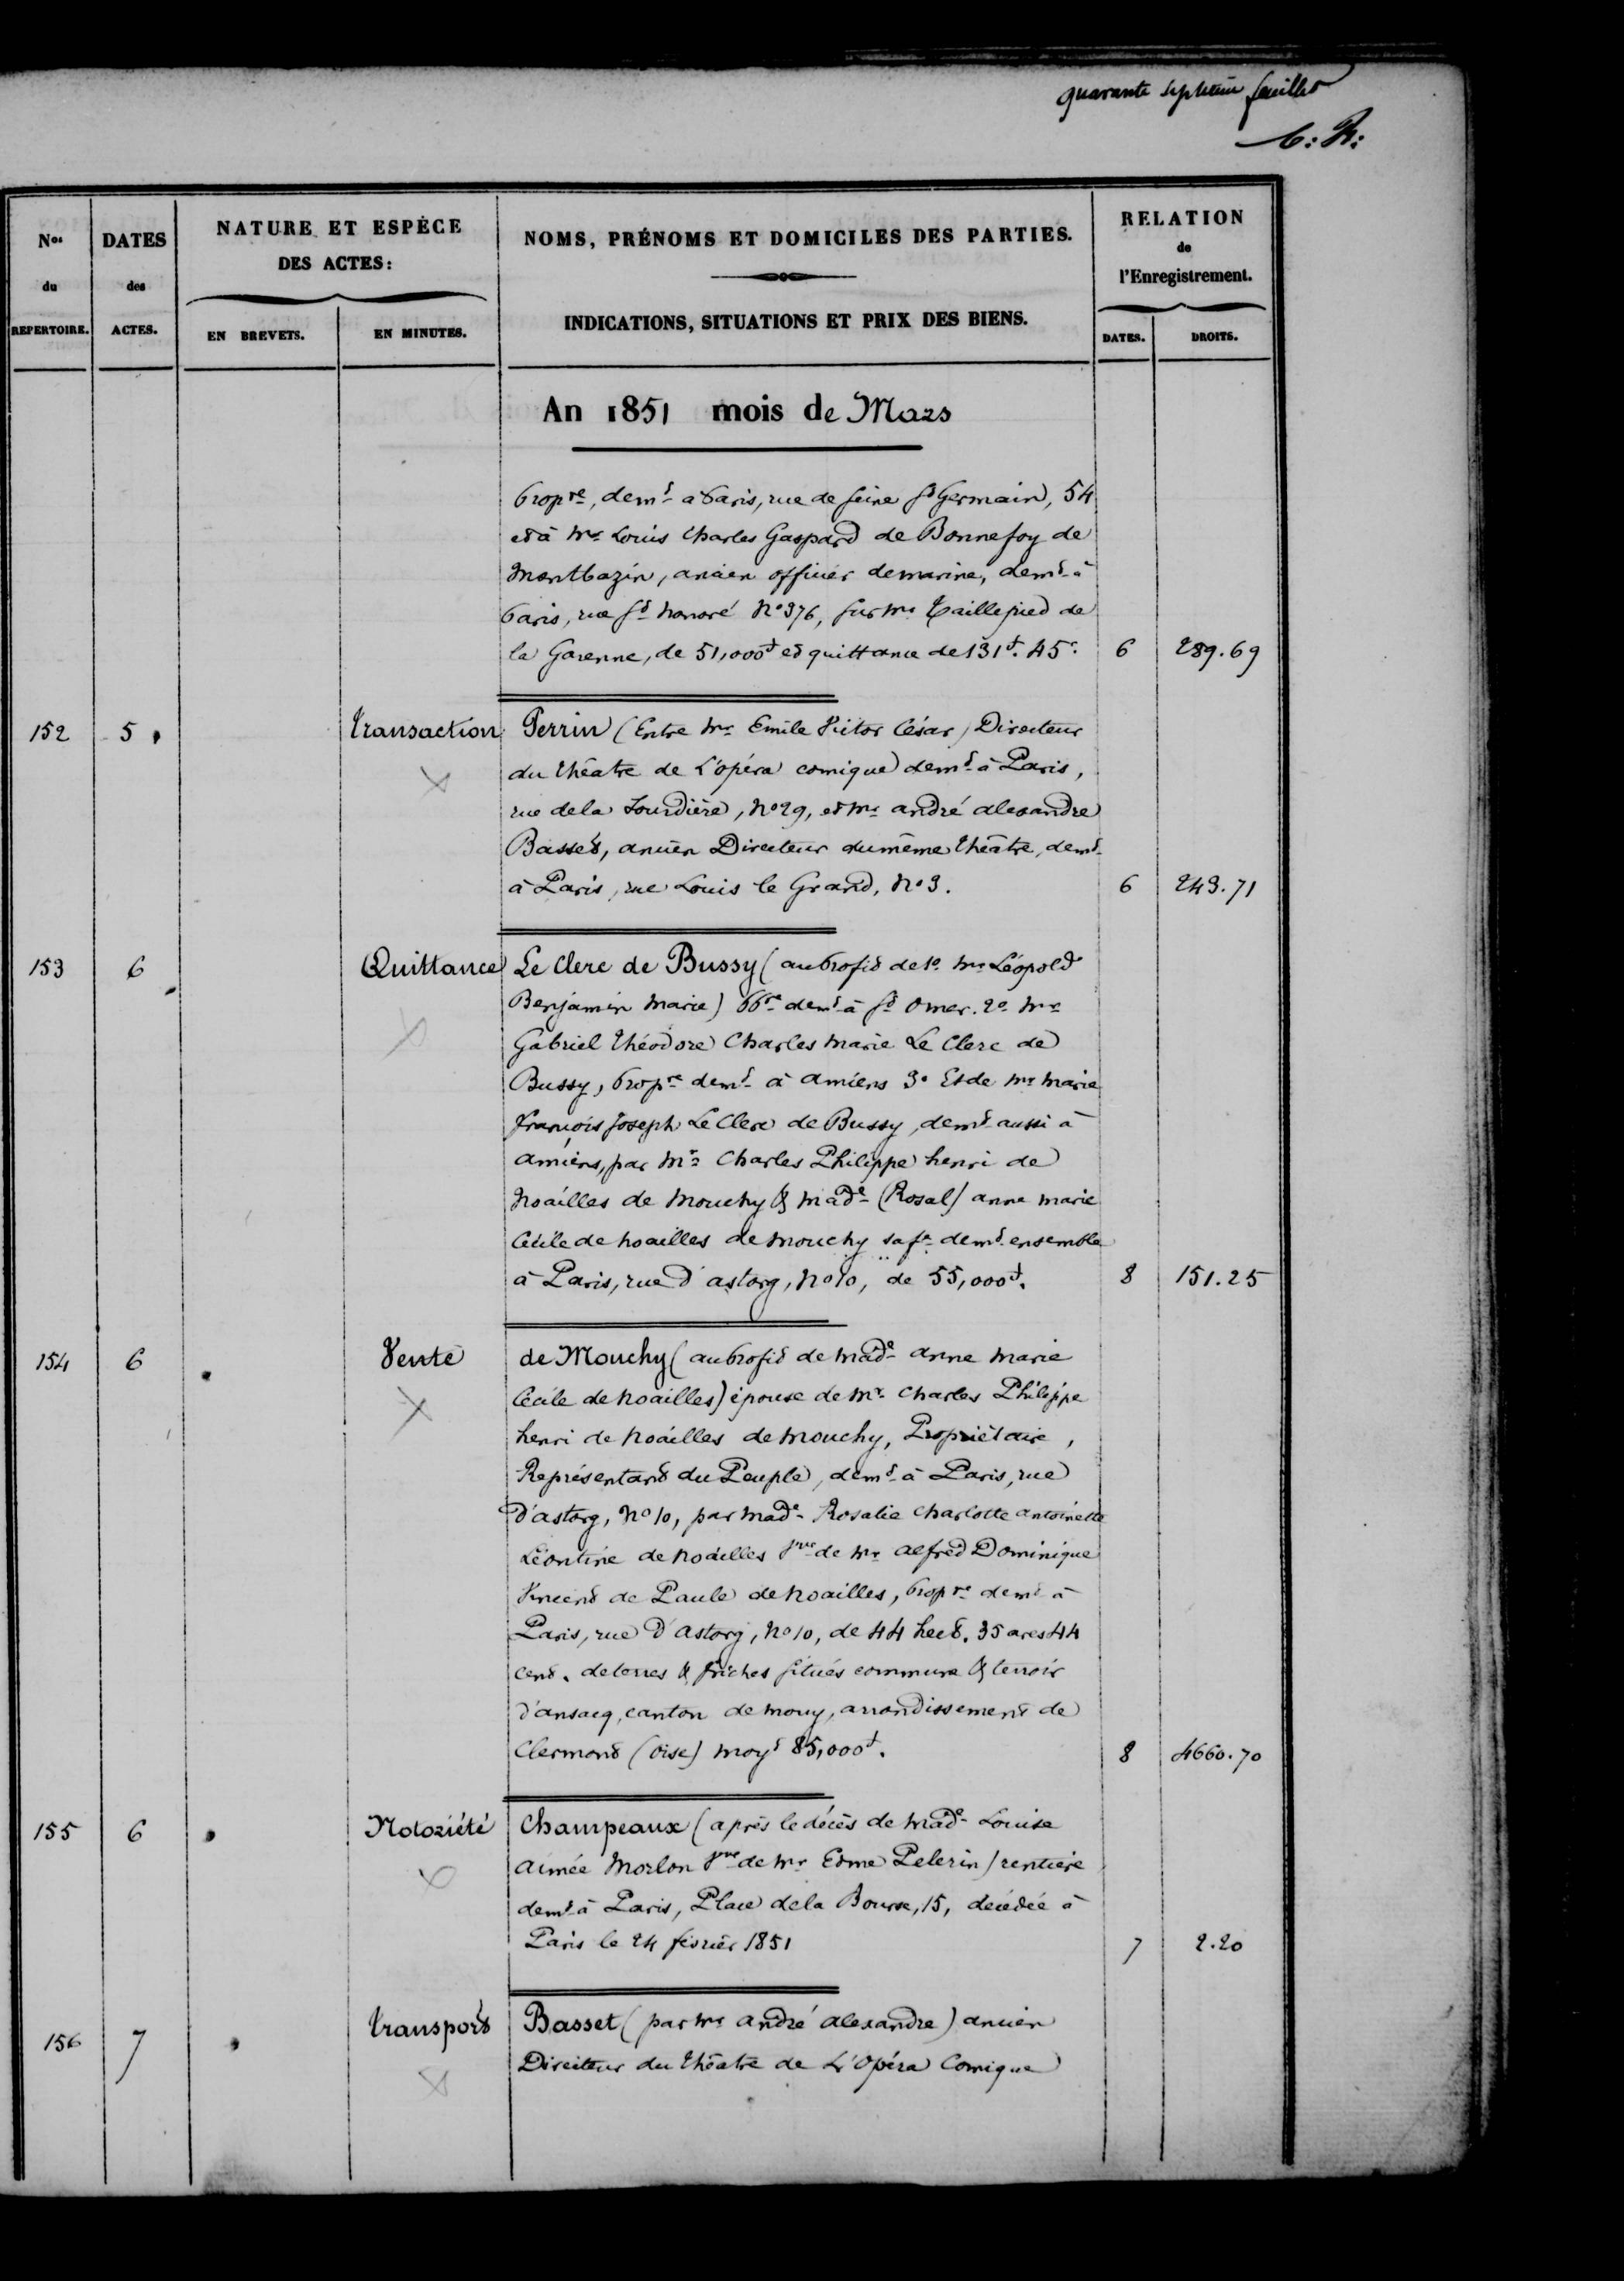 quarante septième feuillet
C: R:
Nos du REPERTOIRE.
DATES des ACTES.
NATURE ET ESPÈCE DES ACTES:
EN BREVETS.
EN MINUTES.
NOMS, PRÉNOMS ET DOMICILES DES PARTIES.
INDICATIONS, SITUATIONS ET PRIX DES BIENS.
RELATION de l'Enregistrement.
DATES.
DROITS.
An 1851 mois de Mars
Propre, demt à Paris, rue de Seine St Germain, 54
et à Mr Louis Charles Gaspard de Bonnefoy de
Montbazin, ancien officier de marine, demt à
Paris, rue St honoré No 376, sur Mr Taillepied de
la Garenne, de 51,000f et quittance de 131f. 45c. 6 289.69
152 5 Transaction Perrin (Entre Mr Emile Victor César) Directeur
du théatre de L'opéra comique demt à Paris,
rue de la Sourdière, No 29, et Mr andré alexandre
Basset, ancien Directeur du même théâtre, demt
à Paris, rue Louis le Grand, No 3. 6 243.71
153 6 Quittance Le Clerc de Bussy (au Profit de 1o Mr Léopold
Benjamin Marie) PPre demt à St Omer. 2o Mr
Gabriel théodore Charles Marie Le Clerc de
Bussy, Propre demt à amiens 3o Et de Mr Marie
françois Joseph Le Clerc de Bussy, demt aussi à
amiens, par Mr Charles Philippe henri de
Noailles de Mouchy & Made (Rosal) anne marie
Cécile de noailles de mouchy sa fe demt ensemble
à Paris, rue d'astorg, No 10, de 55,000f. 8 151.25
154 6 Vente de Mouchy (au Profit de Made anne marie
Cécile de noailles) épouse de Mr Charles Philippe
henri de Noailles de mouchy, Propriétaire,
Représentant du Peuple, demt à Paris, rue
d'astorg, No 10, par Made Rosalie Charlotte antoinette
Léontine de Noailles Vve de Mr alfred Dominique
Vincent de Paule de noailles, Propre demt à
Paris, rue d'astorg, No 10, de 44 hect. 35 ares 44
cent. de terres & friches situés commune & terroir
d'ansacq, canton de mouy, arrondissement de
Clermont (Oise) moyt 85,000f. 8 4660.70
155 6 Notoriété Champeaux (après le décès de Made Louise
aimée Morlon Vve de Mr Edme Pelerin) rentière
demt à Paris, Place de la Bourse, 15, décédée à
Paris le 24 février 1851 7 2.20
156 7 Transport Basset (par Mr andré alexandre) ancien
Directeur du théatre de L'Opéra Comique